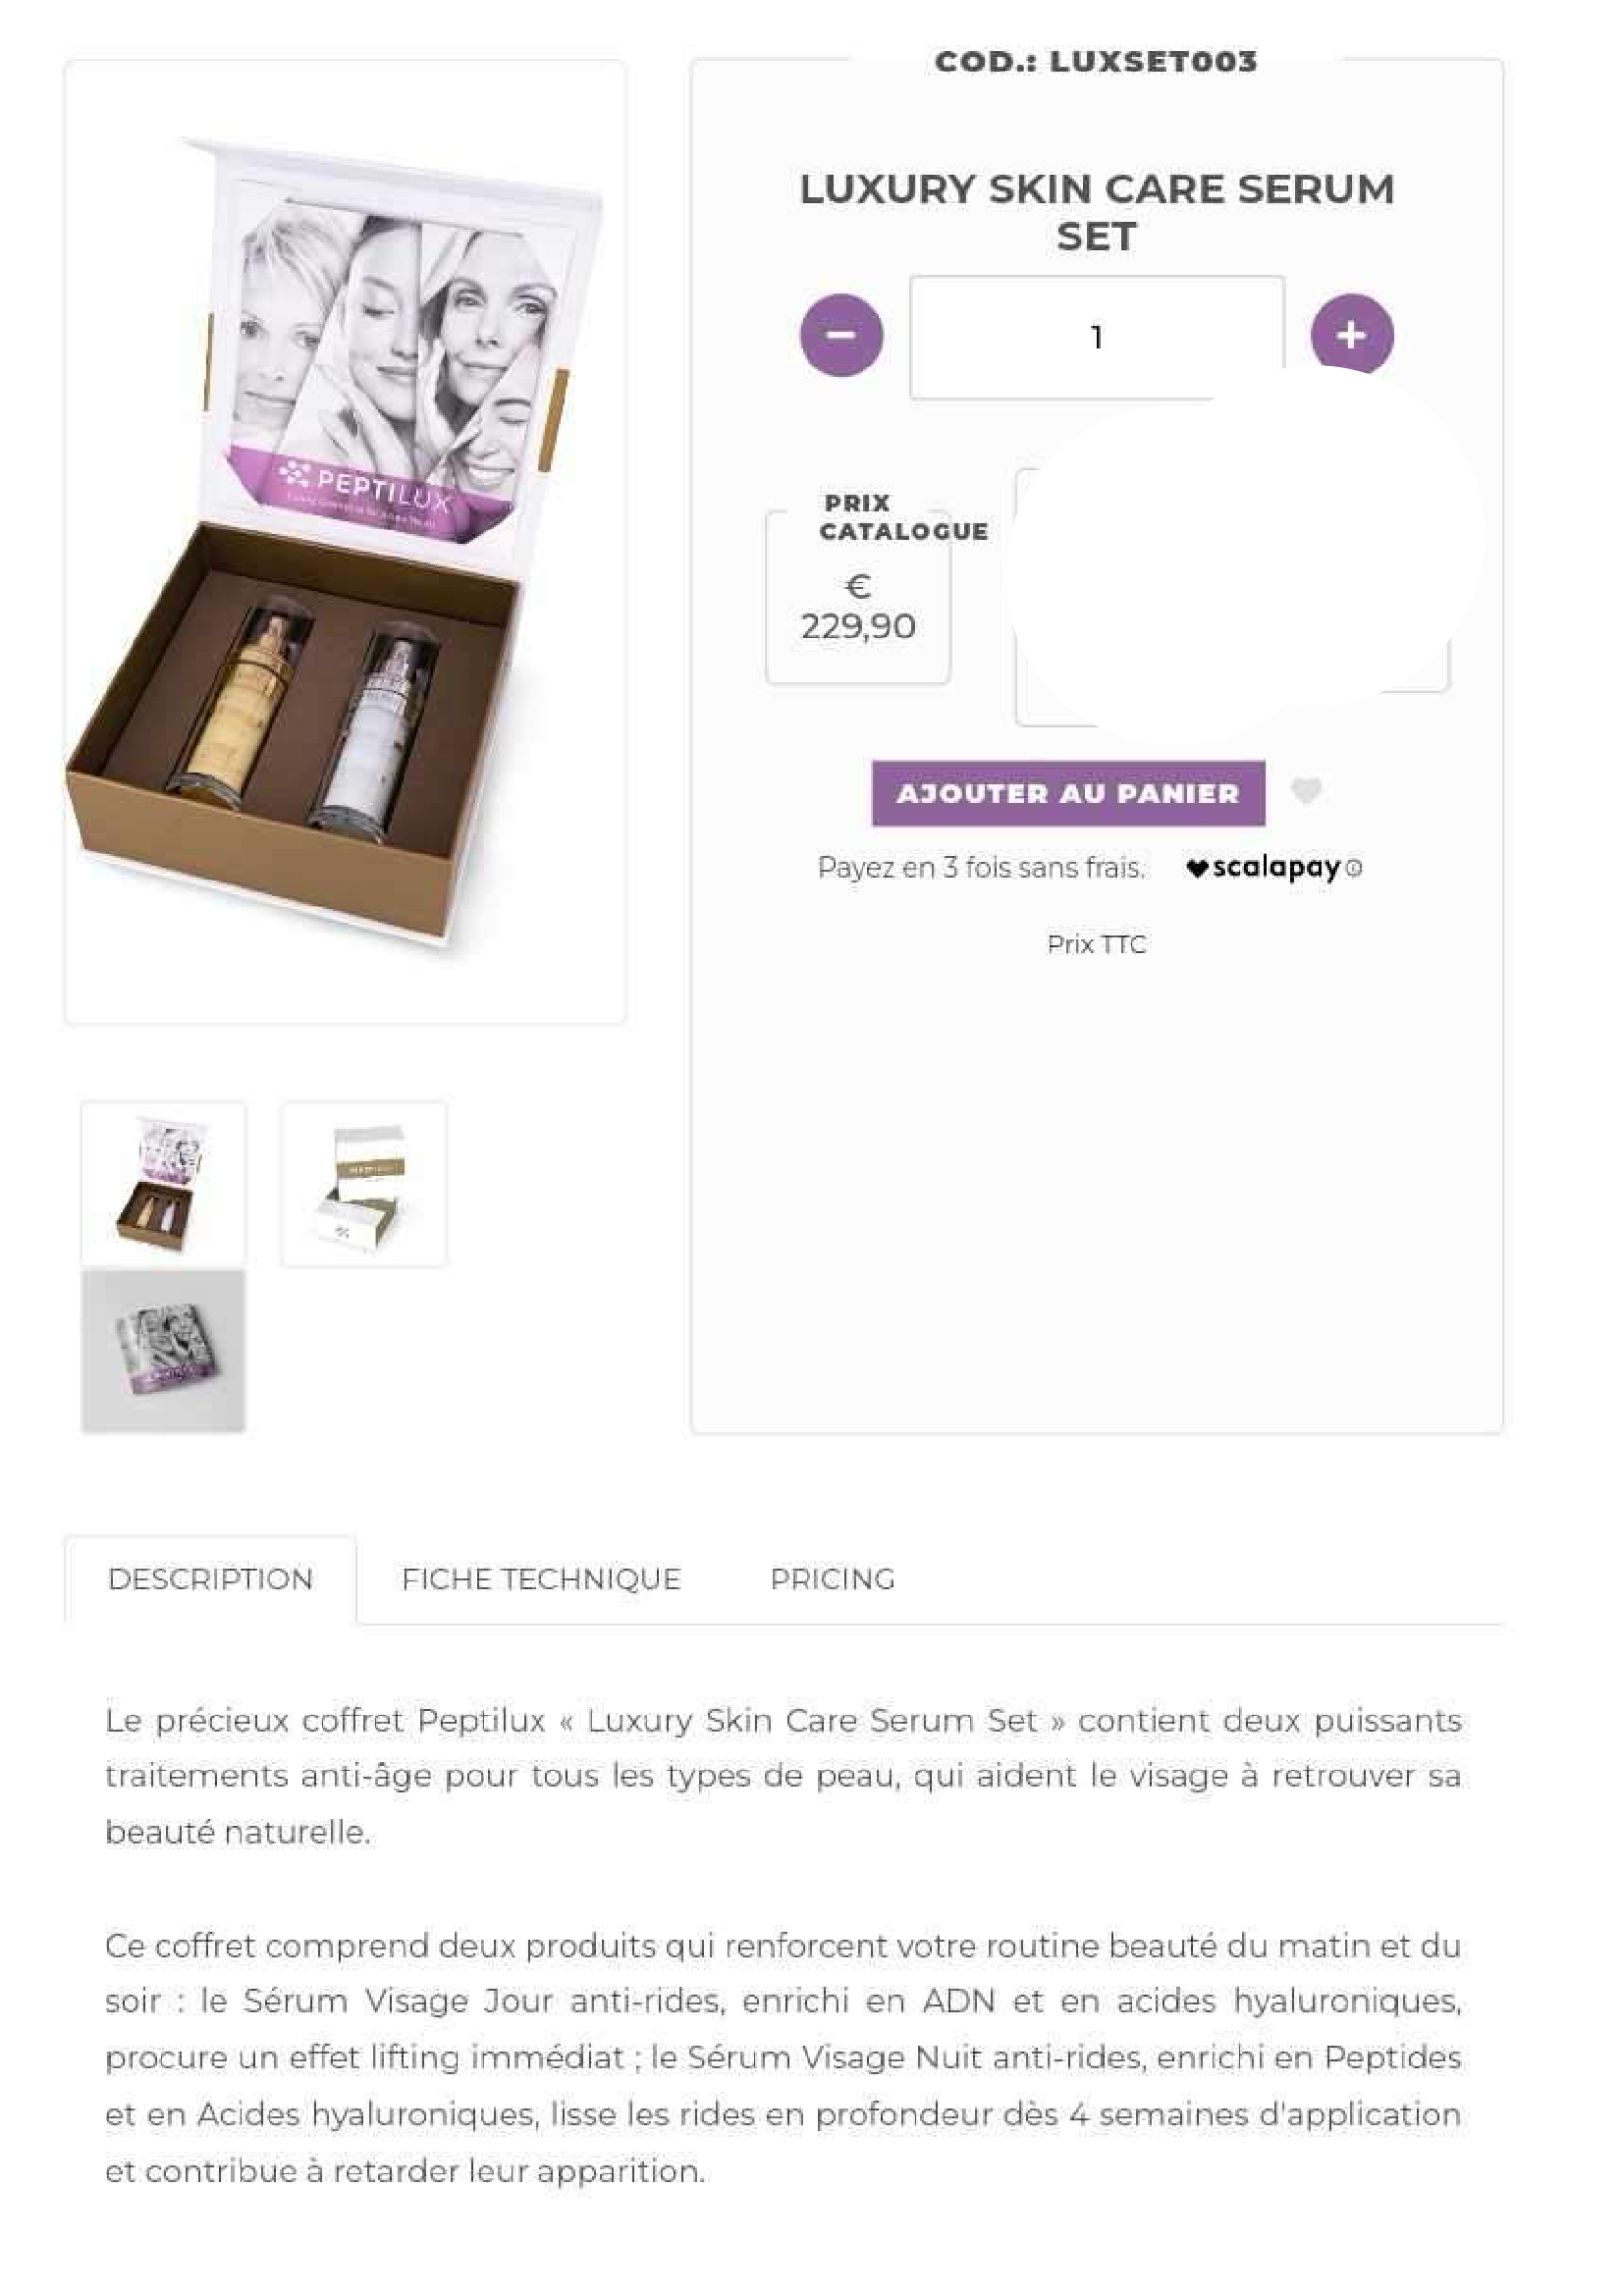 COD.: LUXSET003
LUXURY SKIN CARE SERUM
SET
1
PRIX
CATALOGUE
€
229,90
AJOUTER AU PANIER
Payez en 3 fois sans frais. scalapay
Prix TTC
PEPTILUX
DESCRIPTION
FICHE TECHNIQUE
PRICING
Le précieux coffret Peptilux « Luxury Skin Care Serum Set » contient deux puissants
traitements anti-âge pour tous les types de peau, qui aident le visage à retrouver sa
beauté naturelle.
Ce coffret comprend deux produits qui renforcent votre routine beauté du matin et du
soir : le Sérum Visage Jour anti-rides, enrichi en ADN et en acides hyaluroniques,
procure un effet lifting immédiat ; le Sérum Visage Nuit anti-rides, enrichi en Peptides
et en Acides hyaluroniques, lisse les rides en profondeur dès 4 semaines d'application
et contribue à retarder leur apparition.